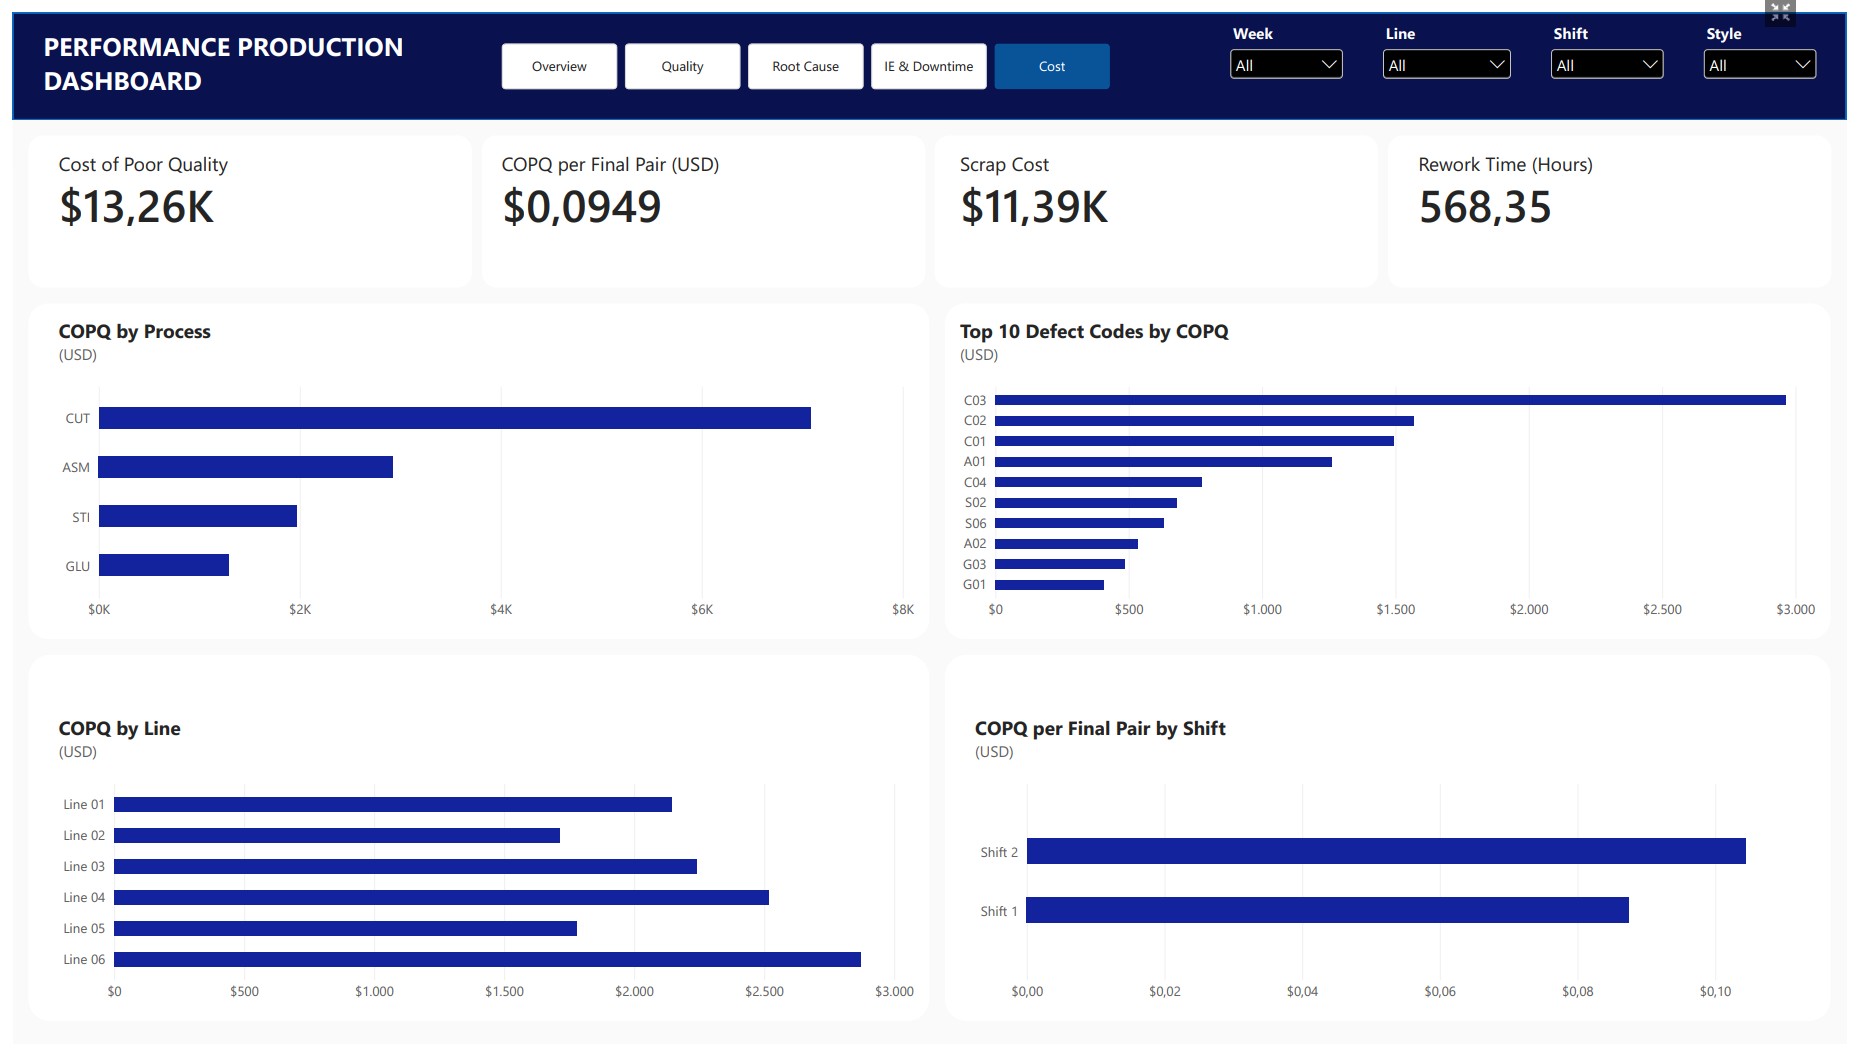 PERFORMANCE PRODUCTION
DASHBOARD
Overview
Quality
Root Cause
IE & Downtime
Cost
Week
Line
Shift
Style
All
All
All
All
Cost of Poor Quality
$13,26K
COPQ per Final Pair (USD)
$0,0949
Scrap Cost
$11,39K
Rework Time (Hours)
568,35
COPQ by Process
(USD)
CUT
ASM
STI
GLU
$0K
$2K
$4K
$6K
$8K
Top 10 Defect Codes by COPQ
(USD)
C03
C02
C01
A01
C04
S02
S06
A02
G03
G01
$0
$500
$1.000
$1.500
$2.000
$2.500
$3.000
COPQ by Line
(USD)
Line 01
Line 02
Line 03
Line 04
Line 05
Line 06
$0
$500
$1.000
$1.500
$2.000
$2.500
$3.000
COPQ per Final Pair by Shift
(USD)
Shift 2
Shift 1
$0,00
$0,02
$0,04
$0,06
$0,08
$0,10